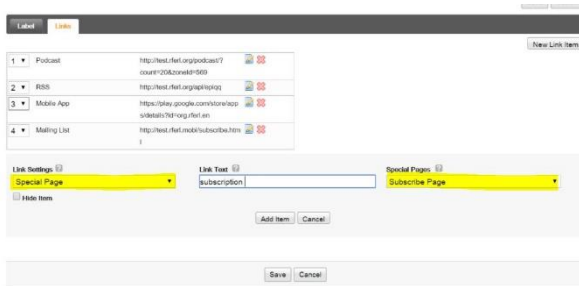 Label Links
New Link Item
1 Podcast http://test.rferl.org/podcast/?
count=20&zoneId=569
2 RSS http://test.rferl.org/api/epiqq
3 Mobile App https://play.google.com/store/app
s/details?id=org.rferl.en
4 Mailing List http://test.rferl.mobi/subscribe.htm
l
Link Settings Link Text Special Pages
Special Page subscription Subscribe Page
Hide Item
Add Item Cancel
Save Cancel